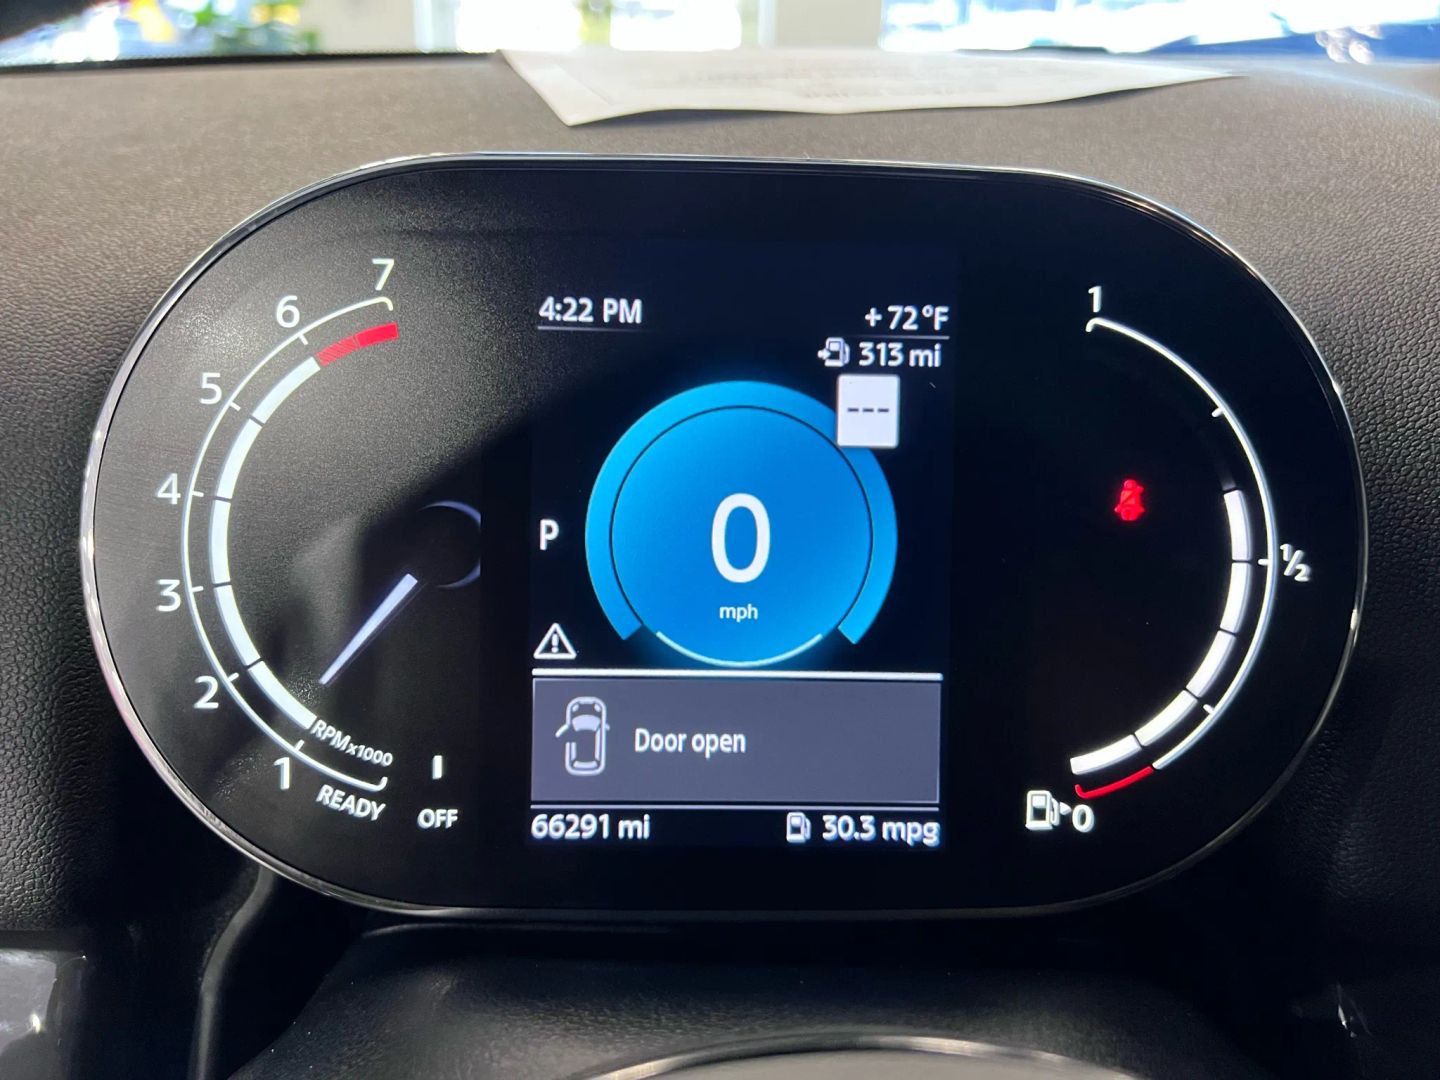 4:22 PM
+72°F
313 mi
---
7
6
5
4
3
2
1
RPMx1000
READY
OFF
P
0
mph
Door open
66291 mi
30.3 mpg
1
1/2
0